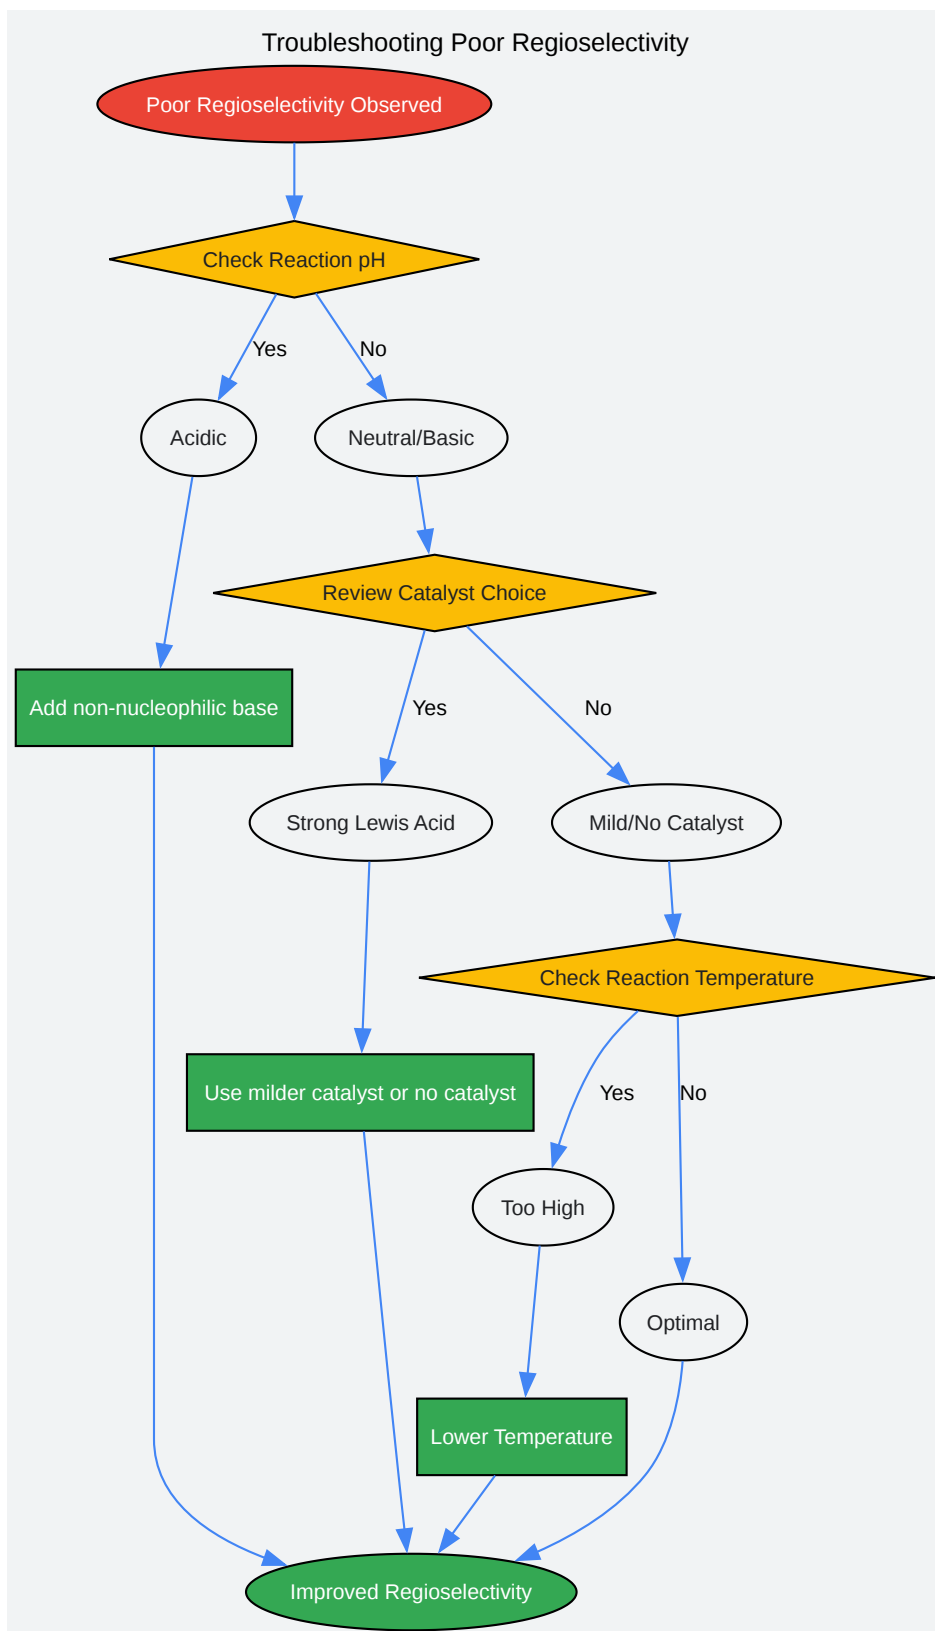 Troubleshooting Poor Regioselectivity
Poor Regioselectivity Observed
Check Reaction pH
Yes
No
Acidic
Neutral/Basic
Review Catalyst Choice
Add non-nucleophilic base
Yes
No
Strong Lewis Acid
Mild/No Catalyst
Check Reaction Temperature
Use milder catalyst or no catalyst
Yes
No
Too High
Optimal
Lower Temperature
Improved Regioselectivity